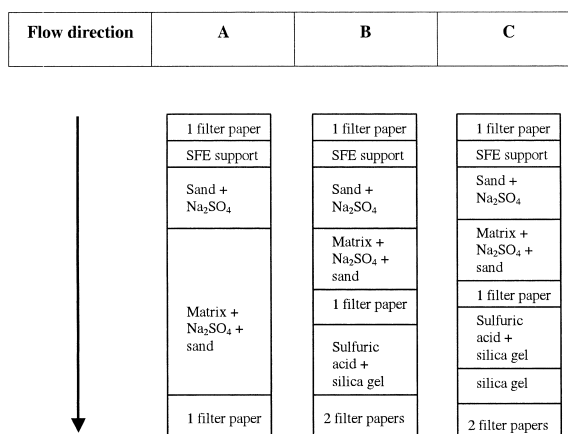 Flow direction
A
B
C
1 filter paper
SFE support
Sand +
Na₂SO₄
Matrix +
Na₂SO₄ +
sand
1 filter paper
1 filter paper
SFE support
Sand +
Na₂SO₄
Matrix +
Na₂SO₄ +
sand
1 filter paper
Sulfuric
acid +
silica gel
2 filter papers
1 filter paper
SFE support
Sand +
Na₂SO₄
Matrix +
Na₂SO₄ +
sand
1 filter paper
Sulfuric
acid +
silica gel
silica gel
2 filter papers